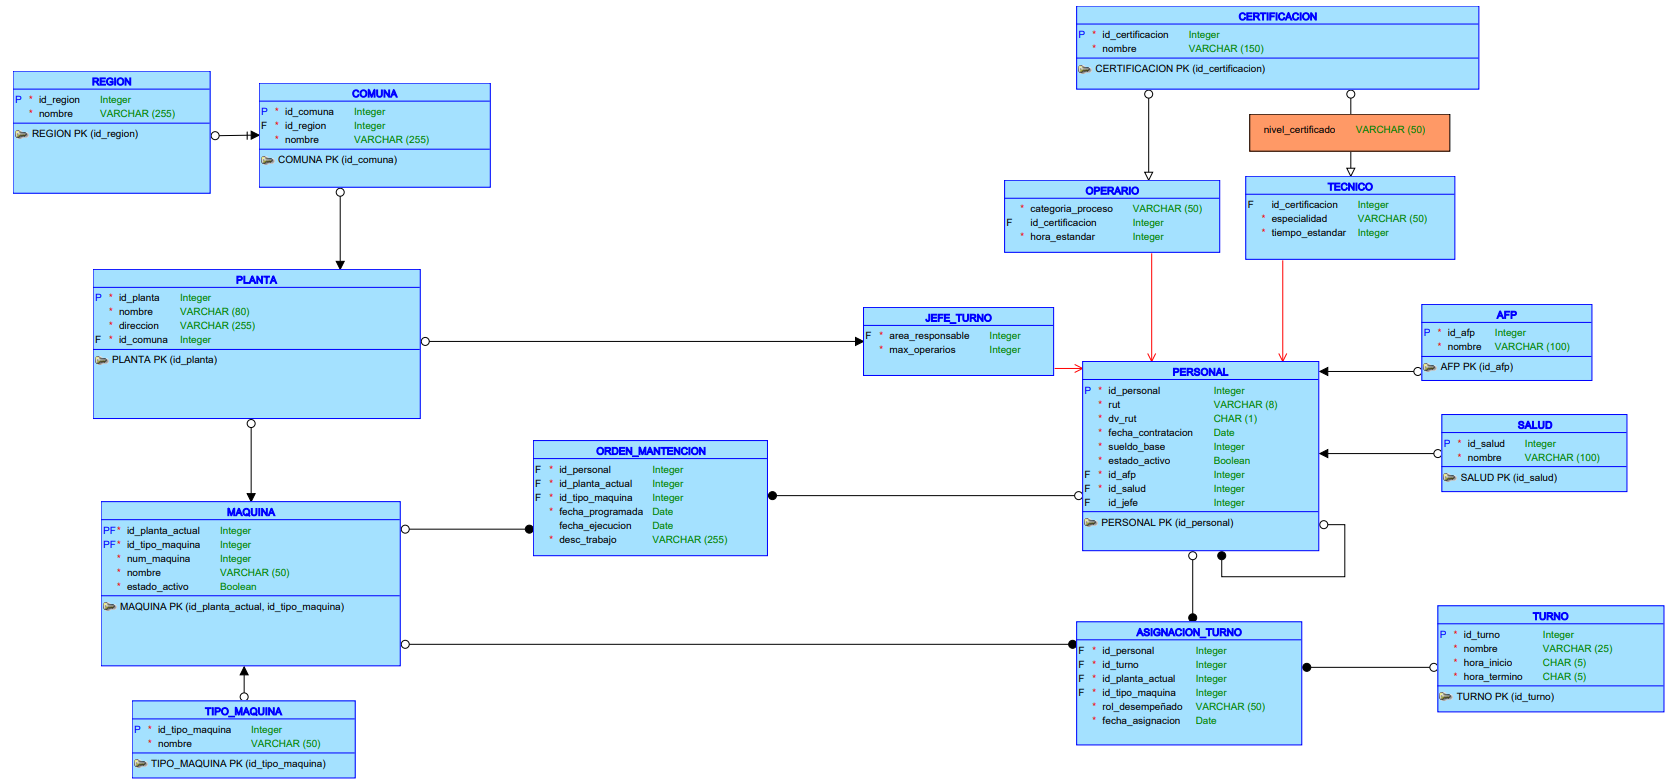 CERTIFICACION
P * id_certificacion Integer
* nombre VARCHAR (150)
CERTIFICACION PK (id_certificacion)
REGION
P * id_region Integer
* nombre VARCHAR (255)
REGION PK (id_region)
COMUNA
P * id_comuna Integer
F * id_region Integer
* nombre VARCHAR (255)
COMUNA PK (id_comuna)
nivel_certificado VARCHAR (50)
OPERARIO
* categoria_proceso VARCHAR (50)
F id_certificacion Integer
* hora_estandar Integer
TECNICO
F id_certificacion Integer
* especialidad VARCHAR (50)
* tiempo_estandar Integer
PLANTA
P * id_planta Integer
* nombre VARCHAR (80)
* direccion VARCHAR (255)
F * id_comuna Integer
PLANTA PK (id_planta)
JEFE_TURNO
F * area_responsable Integer
* max_operarios Integer
AFP
P * id_afp Integer
* nombre VARCHAR (100)
AFP PK (id_afp)
PERSONAL
P * id_personal Integer
* rut VARCHAR (8)
* dv_rut CHAR (1)
* fecha_contratacion Date
* sueldo_base Integer
* estado_activo Boolean
F * id_afp Integer
F * id_salud Integer
F id_jefe Integer
PERSONAL PK (id_personal)
SALUD
P * id_salud Integer
* nombre VARCHAR (100)
SALUD PK (id_salud)
ORDEN_MANTENCION
F * id_personal Integer
F * id_planta_actual Integer
F * id_tipo_maquina Integer
* fecha_programada Date
fecha_ejecucion Date
* desc_trabajo VARCHAR (255)
MAQUINA
PF* id_planta_actual Integer
PF* id_tipo_maquina Integer
* num_maquina Integer
* nombre VARCHAR (50)
* estado_activo Boolean
MAQUINA PK (id_planta_actual, id_tipo_maquina)
ASIGNACION_TURNO
F * id_personal Integer
F * id_turno Integer
F * id_planta_actual Integer
F * id_tipo_maquina Integer
* rol_desempeñado VARCHAR (50)
* fecha_asignacion Date
TURNO
P * id_turno Integer
* nombre VARCHAR (25)
* hora_inicio CHAR (5)
* hora_termino CHAR (5)
TURNO PK (id_turno)
TIPO_MAQUINA
P * id_tipo_maquina Integer
* nombre VARCHAR (50)
TIPO_MAQUINA PK (id_tipo_maquina)